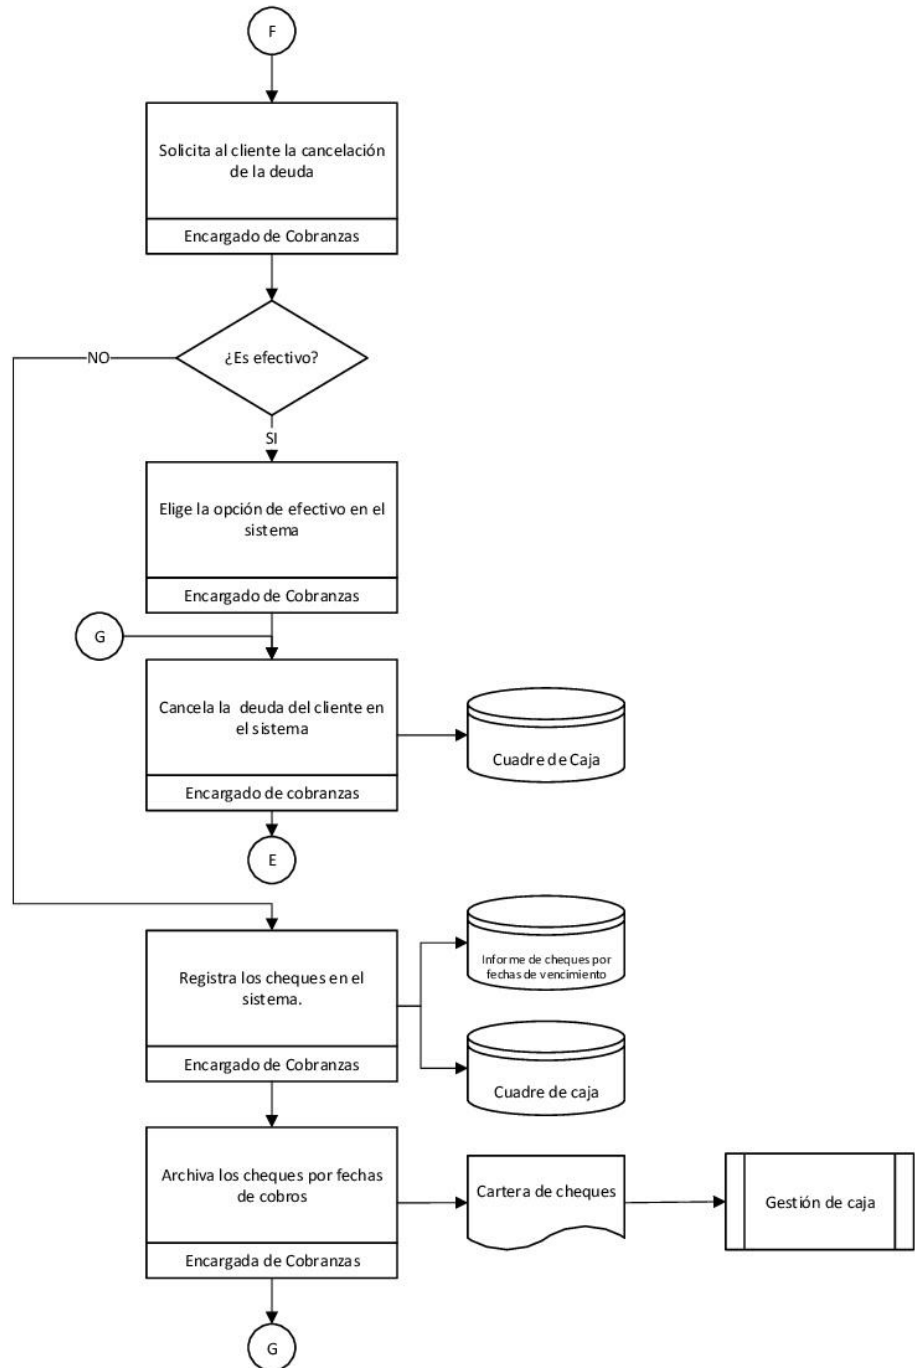 F
Solicita al cliente la cancelación
de la deuda
Encargado de Cobranzas
¿Es efectivo?
NO
SI
Elige la opción de efectivo en el
sistema
Encargado de Cobranzas
G
Cancela la deuda del cliente en
el sistema
Encargado de cobranzas
Cuadre de Caja
E
Registra los cheques en el
sistema.
Encargado de Cobranzas
Informe de cheques por
fechas de vencimiento
Cuadre de caja
Archiva los cheques por fechas
de cobros
Encargada de Cobranzas
Cartera de cheques
Gestión de caja
G